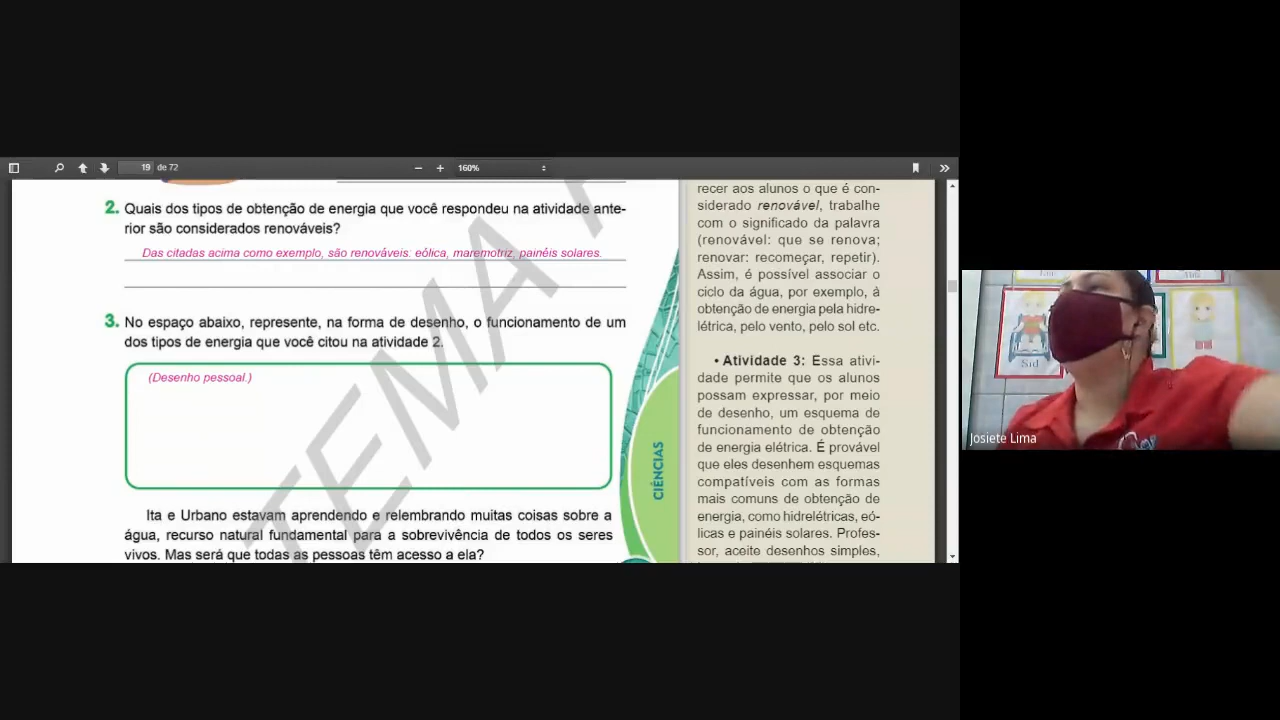 19 de 72
160%
2. Quais dos tipos de obtenção de energia que você respondeu na atividade ante-
rior são considerados renováveis?
Das citadas acima como exemplo, são renováveis: eólica, maremotriz, painéis solares.
3. No espaço abaixo, represente, na forma de desenho, o funcionamento de um
dos tipos de energia que você citou na atividade 2.
(Desenho pessoal.)
Ita e Urbano estavam aprendendo e relembrando muitas coisas sobre a
água, recurso natural fundamental para a sobrevivência de todos os seres
vivos. Mas será que todas as pessoas têm acesso a ela?
TEMA
CIÊNCIAS
recer aos alunos o que é con-
siderado renovável, trabalhe
com o significado da palavra
(renovável: que se renova;
renovar: recomeçar, repetir).
Assim, é possível associar o
ciclo da água, por exemplo, à
obtenção de energia pela hidre-
létrica, pelo vento, pelo sol etc.
• Atividade 3: Essa ativi-
dade permite que os alunos
possam expressar, por meio
de desenho, um esquema de
funcionamento de obtenção
de energia elétrica. É provável
que eles desenhem esquemas
compatíveis com as formas
mais comuns de obtenção de
energia, como hidrelétricas, eó-
licas e painéis solares. Profes-
sor, aceite desenhos simples,
Sid
Josiete Lima